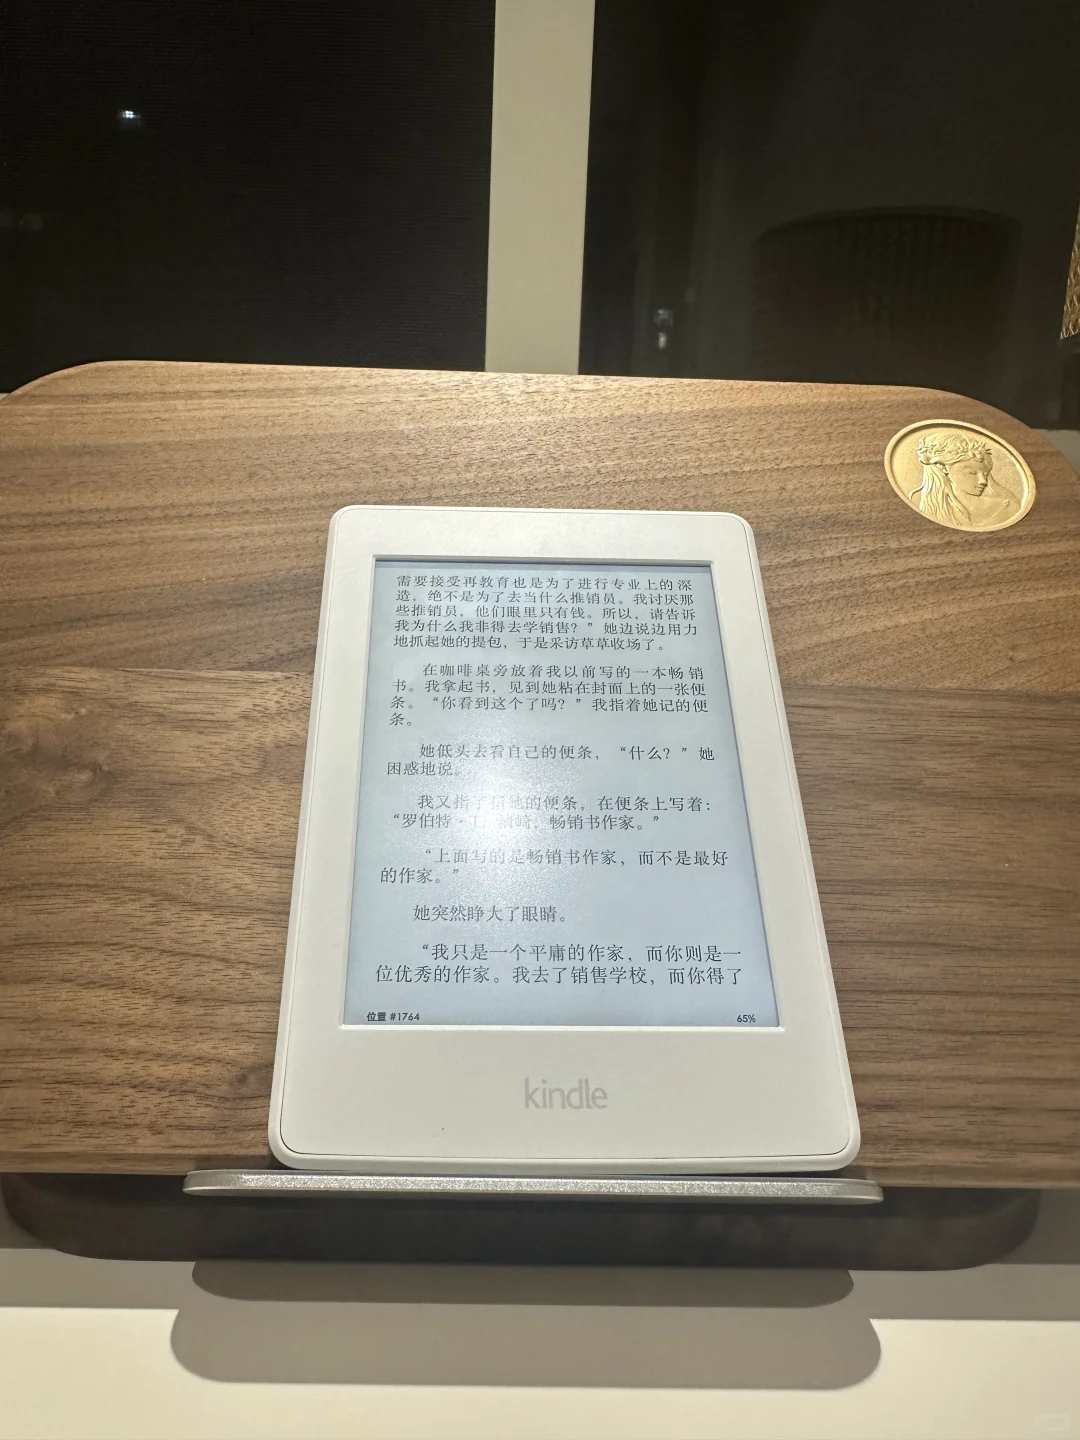 需要接受再教育也是为了进行专业上的深
造，绝不是为了去当什么推销员。我讨厌那
些推销员，他们眼里只有钱。所以，请告诉
我为什么我非得去学销售？”她边说边用力
地抓起她的提包，于是采访草草收场了。
在咖啡桌旁放着我以前写的一本畅销
书。我拿起书，见到她粘在封面上的一张便
条。“你看到这个了吗？”我指着她记的便
条。
她低头去看自己的便条，“什么？”她
困惑地说。
我又指了指她的便条，在便条上写着：
“罗伯特·T. 清崎，畅销书作家。”
“上面写的是畅销书作家，而不是最好
的作家。”
她突然睁大了眼睛。
“我只是一个平庸的作家，而你则是一
位优秀的作家。我去了销售学校，而你得了
位置 #1764
65%
kindle